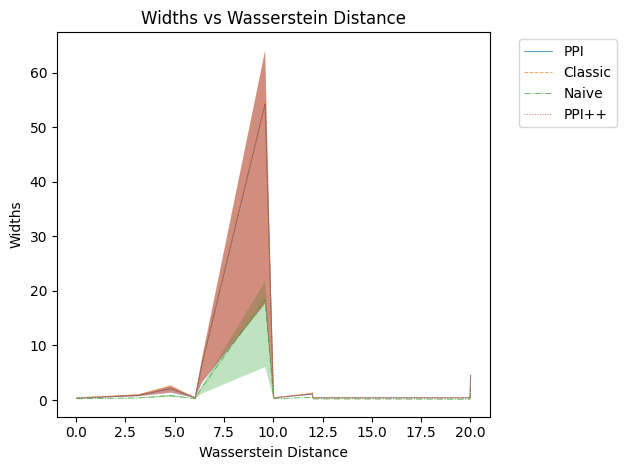 Widths vs Wasserstein Distance
PPI
Classic
Naive
PPI++
Widths
60
50
40
30
20
10
0
0.0 2.5 5.0 7.5 10.0 12.5 15.0 17.5 20.0
Wasserstein Distance